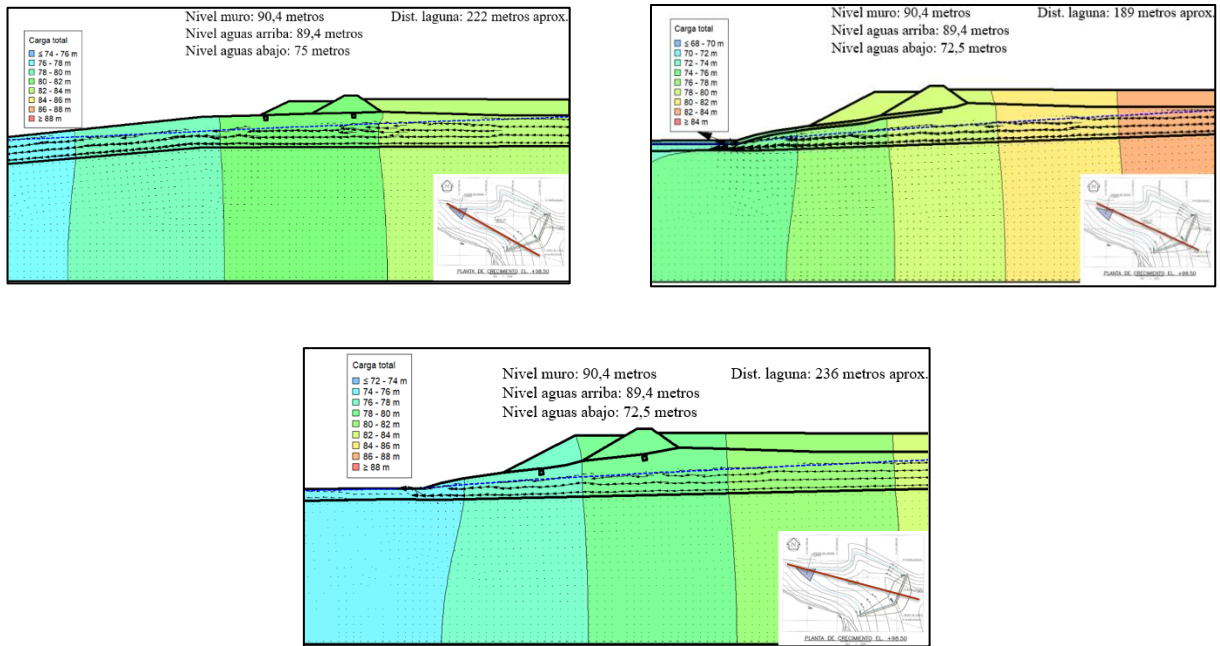 Nivel muro: 90,4 metros
Dist. laguna: 222 metros aprox.
Nivel aguas arriba: 89,4 metros
Nivel aguas abajo: 75 metros
Carga total
≤ 74 - 76 m
76 - 78 m
78 - 80 m
80 - 82 m
82 - 84 m
84 - 86 m
86 - 88 m
≥ 88 m
N
PLANTA DE CRECIMIENTO EL. +98.50
Nivel muro: 90,4 metros
Dist. laguna: 189 metros aprox.
Nivel aguas arriba: 89,4 metros
Nivel aguas abajo: 72,5 metros
Carga total
≤ 68 - 70 m
70 - 72 m
72 - 74 m
74 - 76 m
76 - 78 m
78 - 80 m
80 - 82 m
82 - 84 m
≥ 84 m
N
PLANTA DE CRECIMIENTO EL. +98.50
Nivel muro: 90,4 metros
Dist. laguna: 236 metros aprox.
Nivel aguas arriba: 89,4 metros
Nivel aguas abajo: 72,5 metros
Carga total
≤ 72 - 74 m
74 - 76 m
76 - 78 m
78 - 80 m
80 - 82 m
82 - 84 m
84 - 86 m
86 - 88 m
≥ 88 m
N
PLANTA DE CRECIMIENTO EL. +98.50